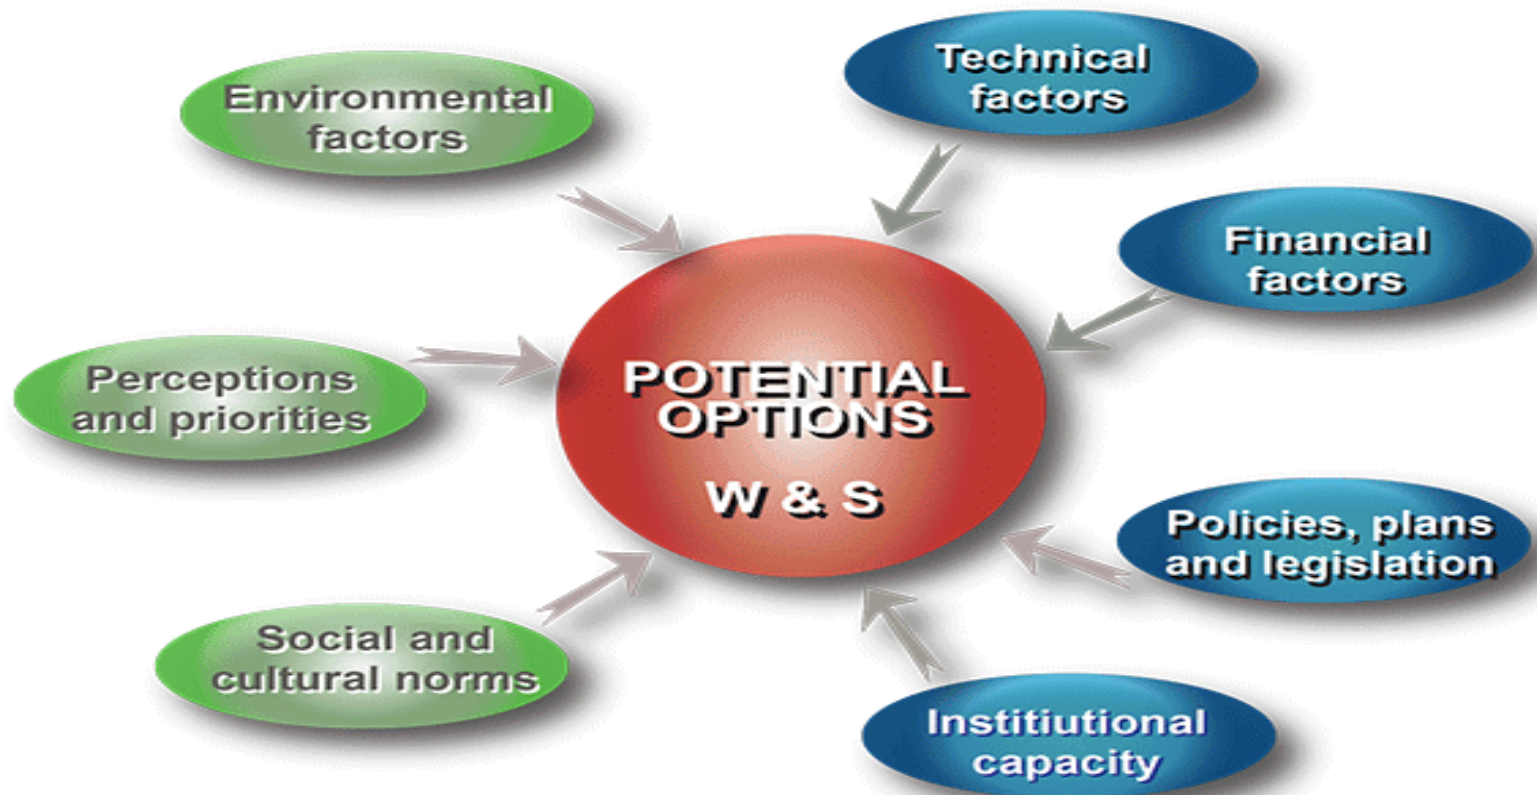 Environmental
factors
Technical
factors
Financial
factors
Perceptions
and priorities
POTENTIAL
OPTIONS
W & S
Policies, plans
and legislation
Social and
cultural norms
Institiutional
capacity